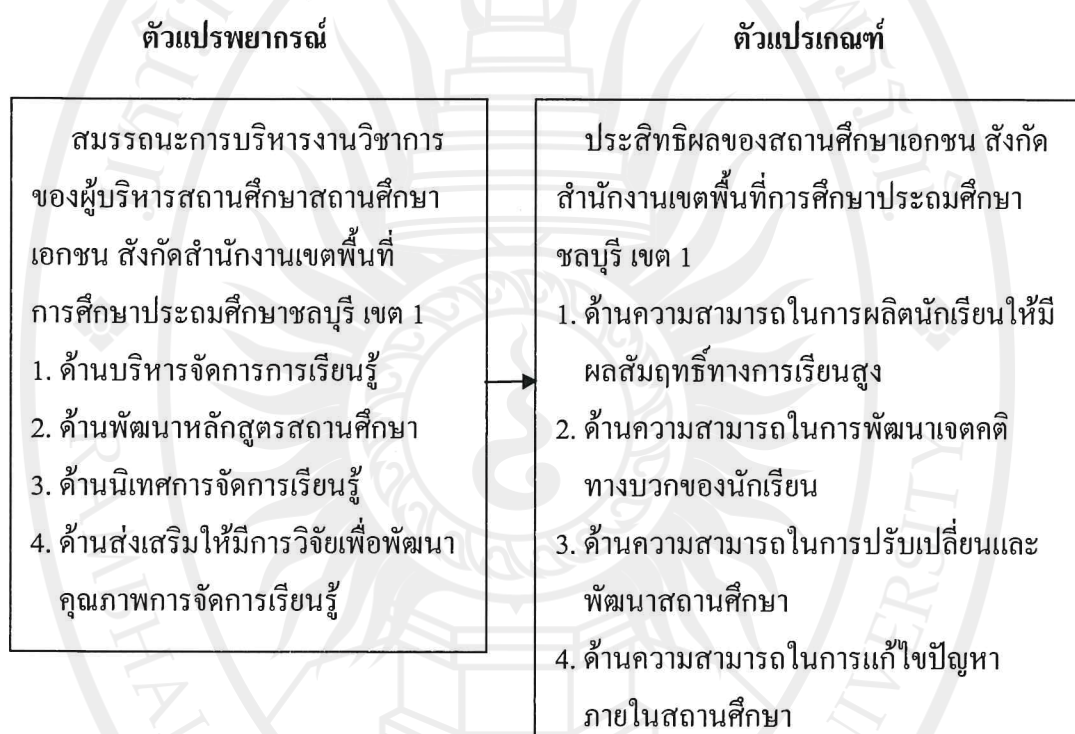 ตัวแปรพยากรณ์
สมรรถนะการบริหารงานวิชาการ
ของผู้บริหารสถานศึกษาสถานศึกษา
เอกชน สังกัดสำนักงานเขตพื้นที่
การศึกษาประถมศึกษาชลบุรี เขต 1
1. ด้านบริหารจัดการการเรียนรู้
2. ด้านพัฒนาหลักสูตรสถานศึกษา
3. ด้านนิเทศการจัดการเรียนรู้
4. ด้านส่งเสริมให้มีการวิจัยเพื่อพัฒนา
คุณภาพการจัดการเรียนรู้
ตัวแปรเกณฑ์
ประสิทธิผลของสถานศึกษาเอกชน สังกัด
สำนักงานเขตพื้นที่การศึกษาประถมศึกษา
ชลบุรี เขต 1
1. ด้านความสามารถในการผลิตนักเรียนให้มี
ผลสัมฤทธิ์ทางการเรียนสูง
2. ด้านความสามารถในการพัฒนาเจตคติ
ทางบวกของนักเรียน
3. ด้านความสามารถในการปรับเปลี่ยนและ
พัฒนาสถานศึกษา
4. ด้านความสามารถในการแก้ไขปัญหา
ภายในสถานศึกษา